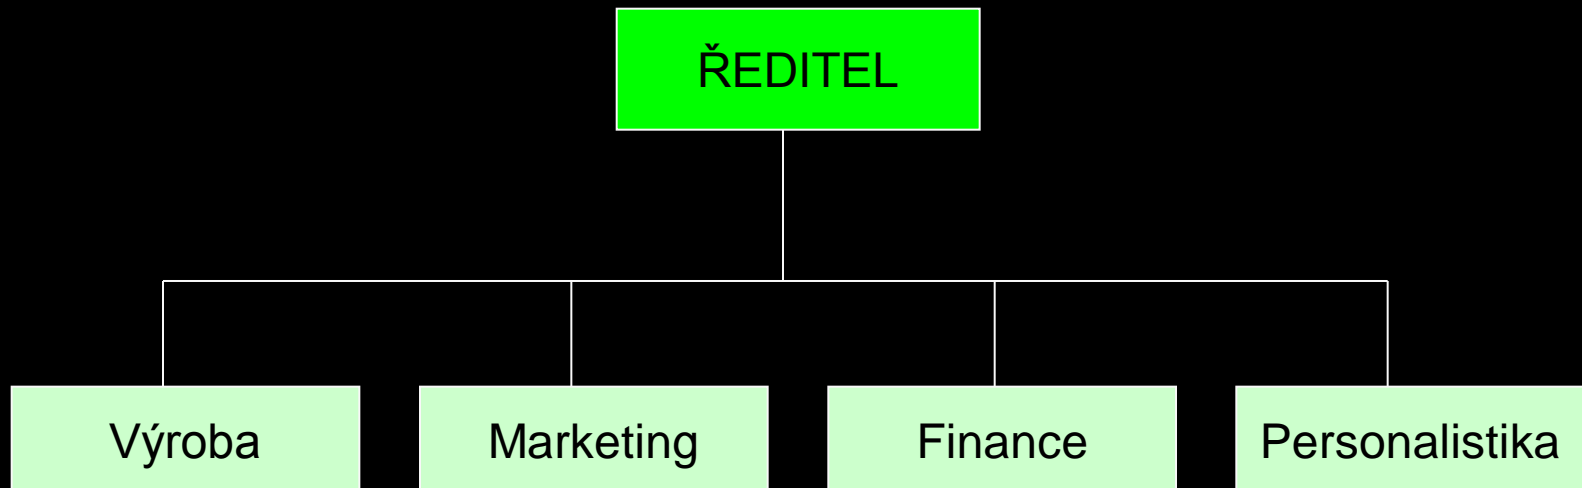 ŘEDITEL
Výroba
Marketing
Finance
Personalistika